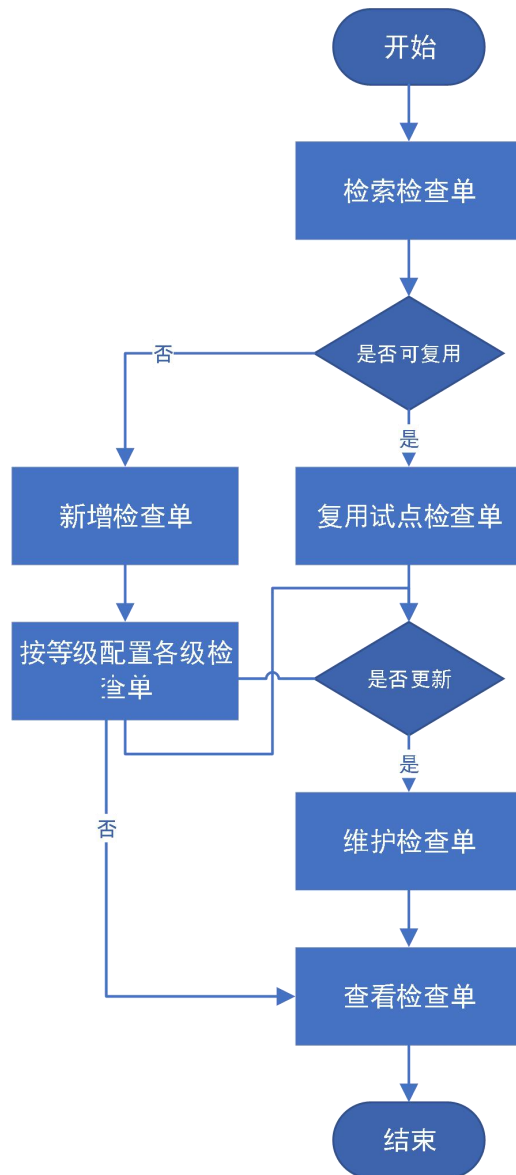 开始
检索检查单
是否可复用
否
是
新增检查单
复用试点检查单
按等级配置各级检
查单
是否更新
是
否
维护检查单
查看检查单
结束